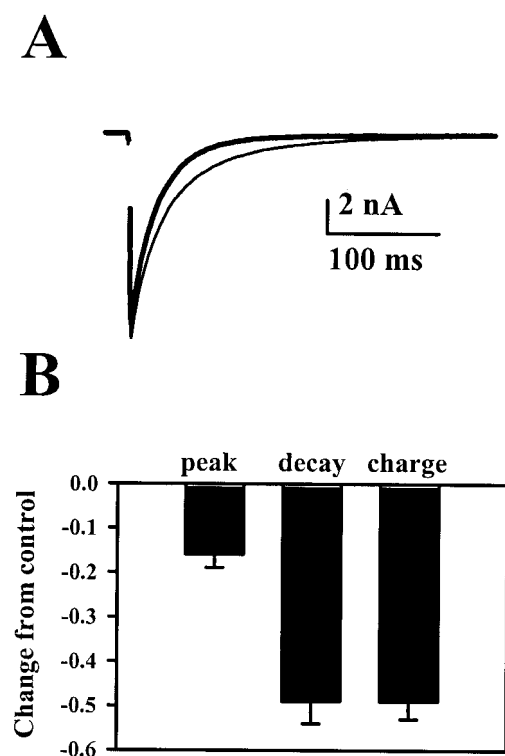 A
2 nA
100 ms
B
peak decay charge
0.0
-0.1
-0.2
-0.3
-0.4
-0.5
-0.6
Change from control